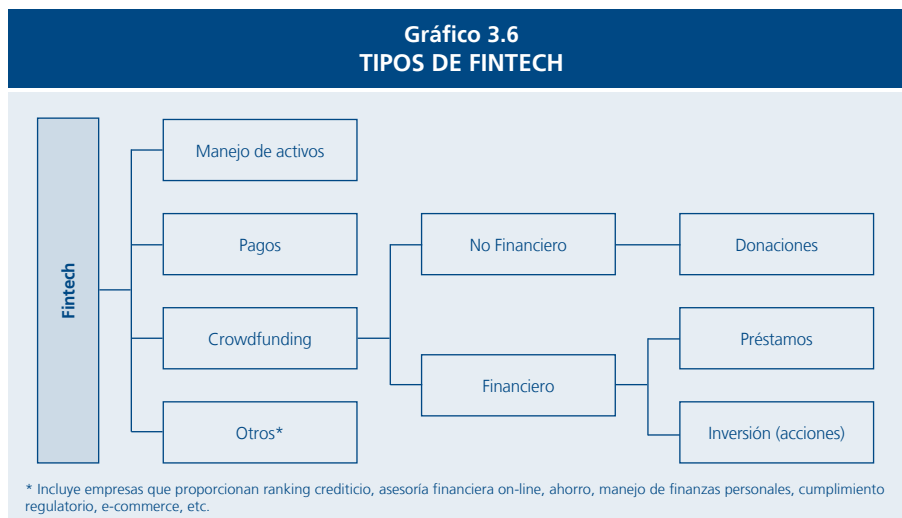 Gráfico 3.6
TIPOS DE FINTECH
Fintech
Manejo de activos
Pagos
Crowdfunding
Otros*
No Financiero
Financiero
Donaciones
Préstamos
Inversión (acciones)
* Incluye empresas que proporcionan ranking crediticio, asesoría financiera on-line, ahorro, manejo de finanzas personales, cumplimiento
regulatorio, e-commerce, etc.